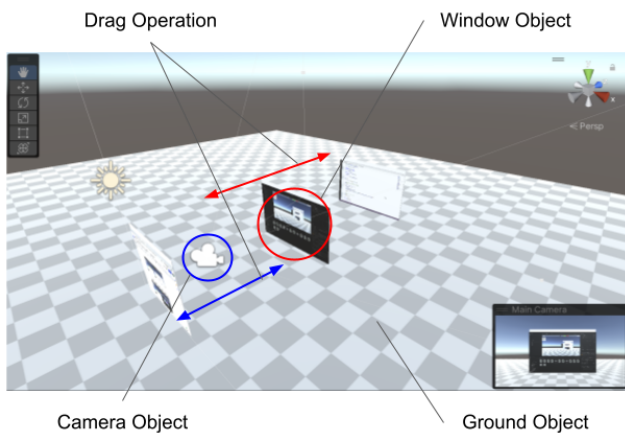 Drag Operation
Window Object
Persp
Main Camera
Camera Object
Ground Object